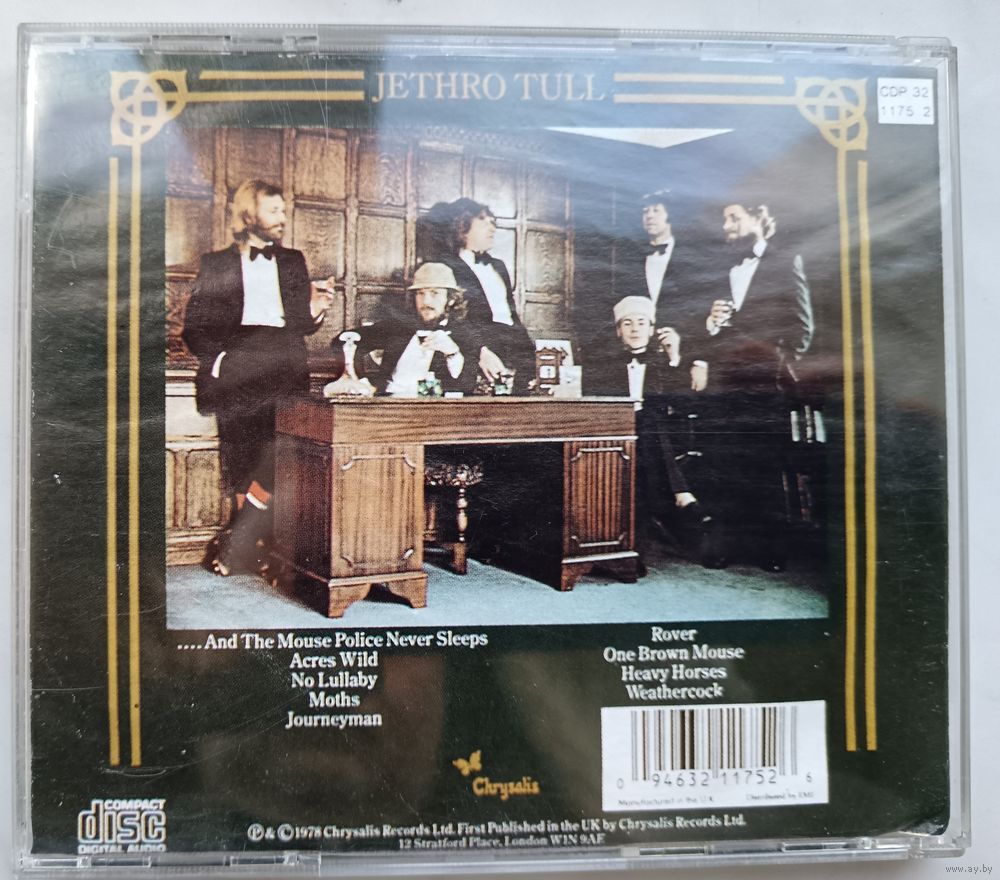 JETHRO TULL
CDP 32
1175 2
....And The Mouse Police Never Sleeps
Acres Wild
No Lullaby
Moths
Journeyman
Rover
One Brown Mouse
Heavy Horses
Weathercock
Chrysalis
0 94632 11752 6
Manufactured in the U.K. Distributed by EMI
COMPACT
disc
DIGITAL AUDIO
℗ & ©1978 Chrysalis Records Ltd. First Published in the UK by Chrysalis Records Ltd.
12 Stratford Place, London W1N 9AF
www.ay.by